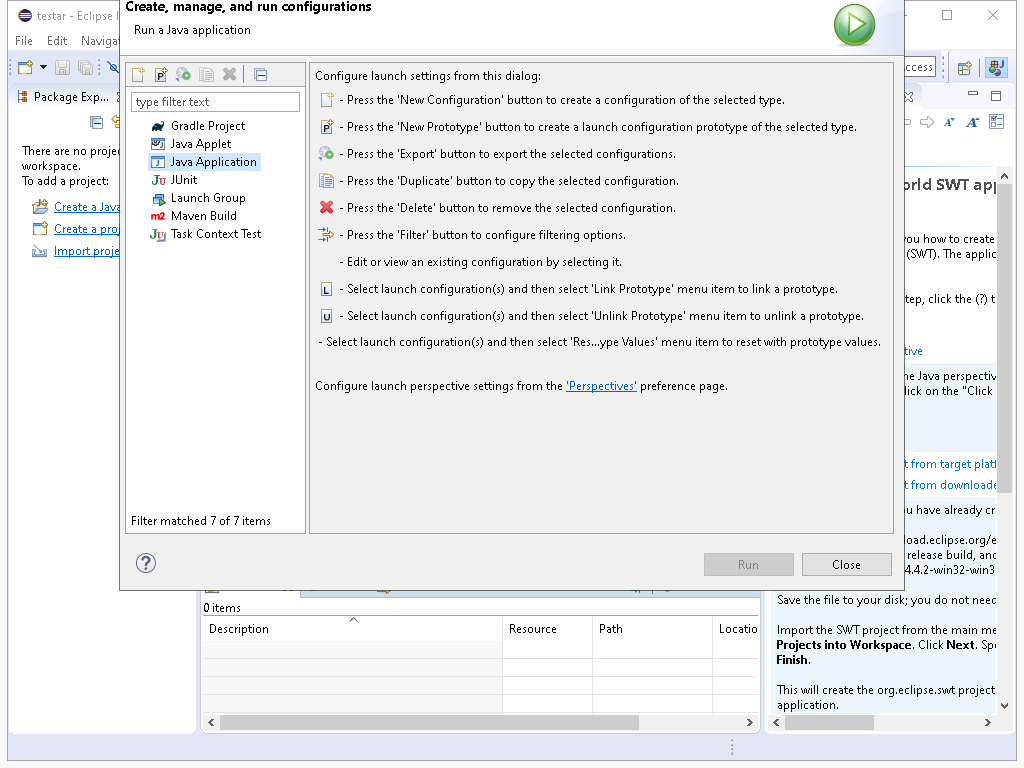 Create, manage, and run configurations
testar - Eclipse I
Run a Java application
File Edit Naviga
ccess
Package Exp...
type filter text
Gradle Project
Java Applet
Java Application
JUnit
Launch Group
Maven Build
Task Context Test
Filter matched 7 of 7 items
Configure launch settings from this dialog:
- Press the 'New Configuration' button to create a configuration of the selected type.
- Press the 'New Prototype' button to create a launch configuration prototype of the selected type.
- Press the 'Export' button to export the selected configurations.
- Press the 'Duplicate' button to copy the selected configuration.
- Press the 'Delete' button to remove the selected configuration.
- Press the 'Filter' button to configure filtering options.
- Edit or view an existing configuration by selecting it.
- Select launch configuration(s) and then select 'Link Prototype' menu item to link a prototype.
- Select launch configuration(s) and then select 'Unlink Prototype' menu item to unlink a prototype.
- Select launch configuration(s) and then select 'Res...ype Values' menu item to reset with prototype values.
Configure launch perspective settings from the 'Perspectives' preference page.
Run Close
There are no proje
workspace.
To add a project:
Create a Java
Create a proj
Import proje
orld SWT app
you how to create
(SWT). The applic
tep, click the (?) t
tive
he Java perspectiv
lick on the "Click
t from target platt
t from downloade
ou have already cr
load.eclipse.org/e
release build, and
4.4.2-win32-win3
Save the file to your disk; you do not need
Import the SWT project from the main me
Projects into Workspace. Click Next. Spe
Finish.
This will create the org.eclipse.swt project
application.
0 items
Description Resource Path Locatio